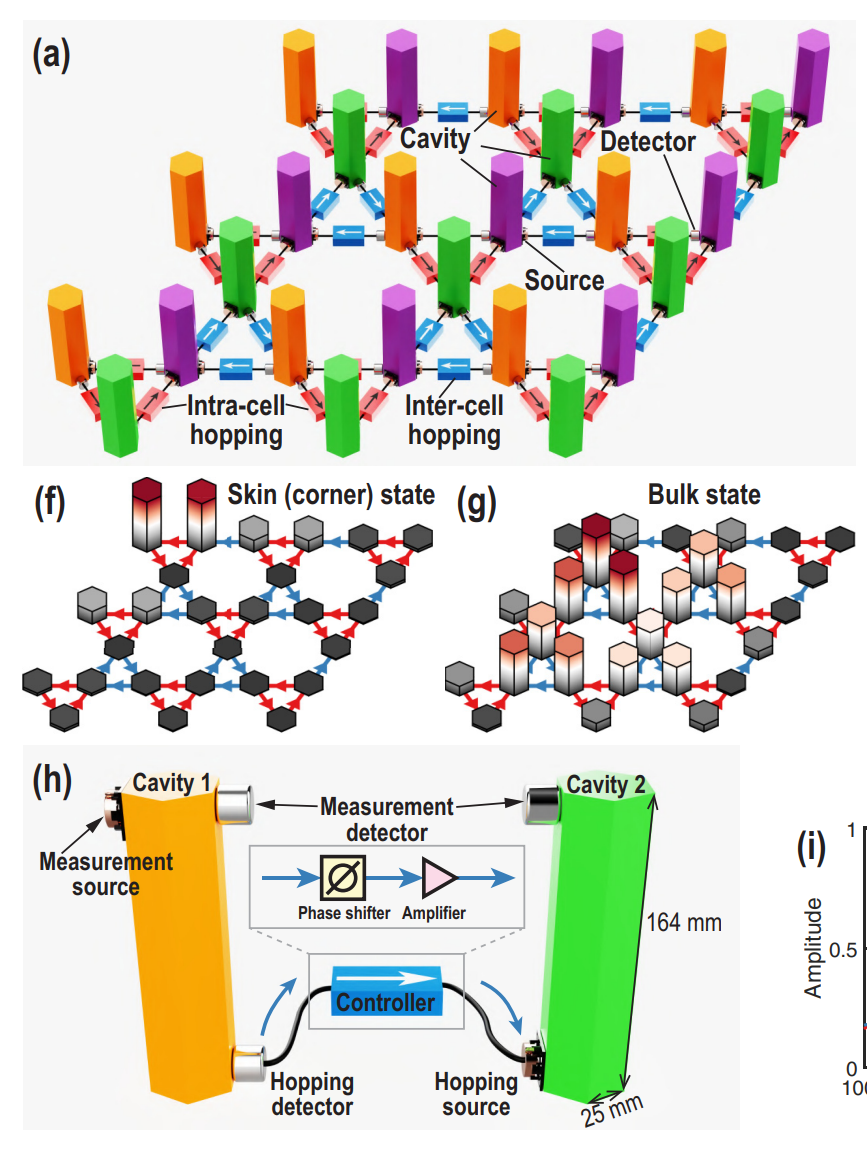 (a)
Cavity
Detector
Source
Intra-cell
hopping
Inter-cell
hopping
(f)
Skin (corner) state
(g)
Bulk state
(h)
Cavity 1
Cavity 2
Measurement
detector
Measurement
source
Phase shifter
Amplifier
164 mm
Controller
Hopping
detector
Hopping
source
25 mm
(i)
1
Amplitude
0.5
0